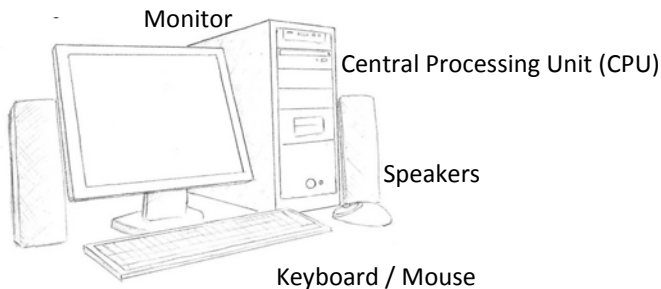 Monitor
Central Processing Unit (CPU)
Speakers
Keyboard / Mouse